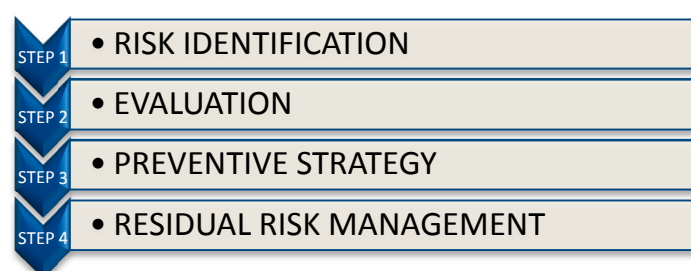 STEP 1 • RISK IDENTIFICATION
STEP 2 • EVALUATION
STEP 3 • PREVENTIVE STRATEGY
STEP 4 • RESIDUAL RISK MANAGEMENT